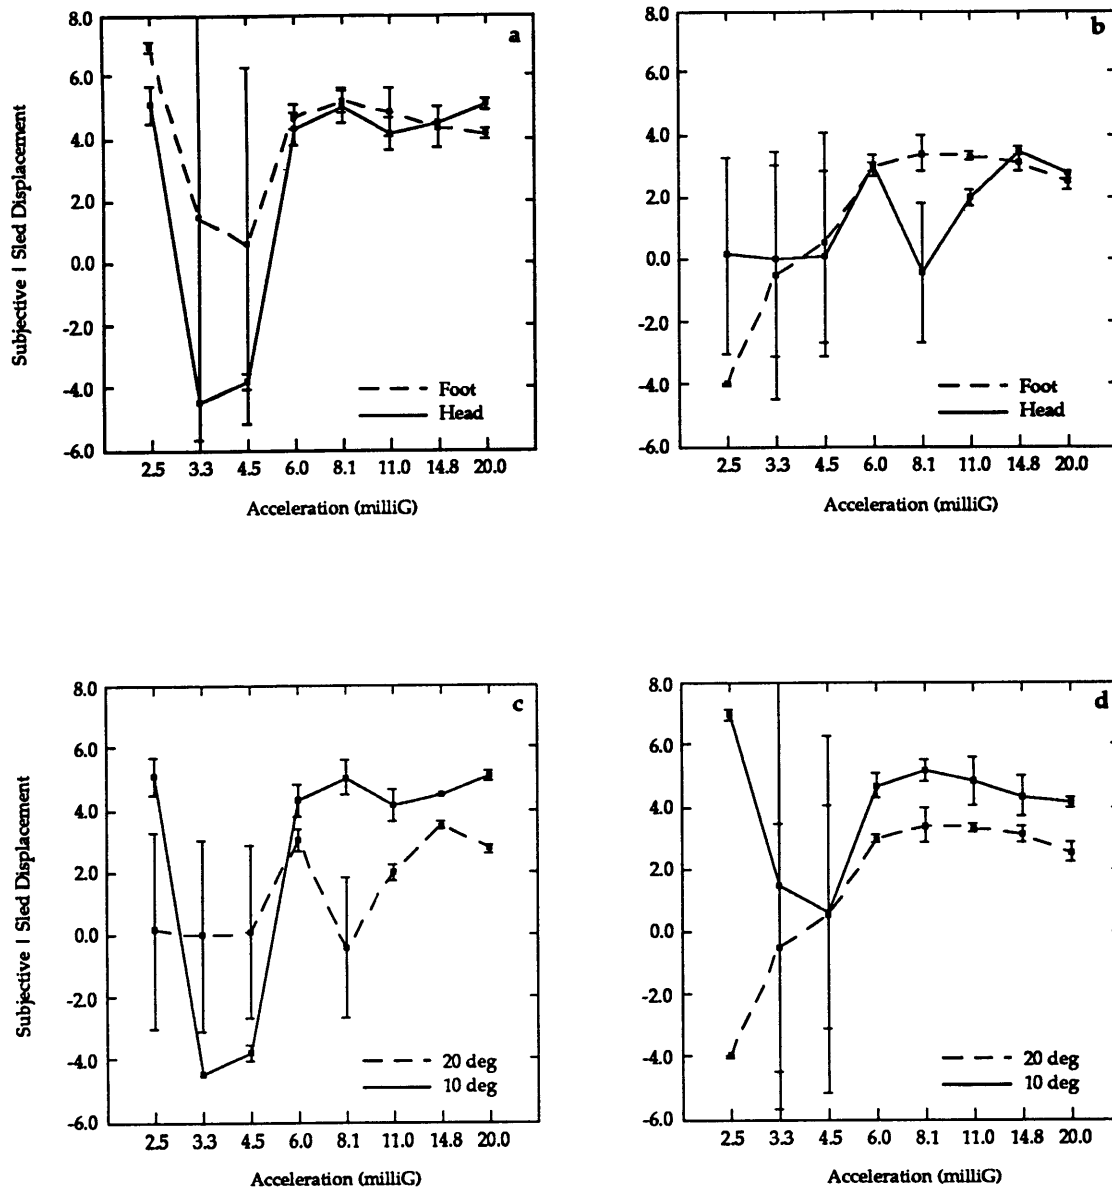 a
8.0
6.0
4.0
2.0
0.0
-2.0
-4.0
-6.0
Subjective | Sled Displacement
Foot
Head
2.5 3.3 4.5 6.0 8.1 11.0 14.8 20.0
Acceleration (milliG)
b
8.0
6.0
4.0
2.0
0.0
-2.0
-4.0
-6.0
Foot
Head
2.5 3.3 4.5 6.0 8.1 11.0 14.8 20.0
Acceleration (milliG)
c
8.0
6.0
4.0
2.0
0.0
-2.0
-4.0
-6.0
Subjective | Sled Displacement
20 deg
10 deg
2.5 3.3 4.5 6.0 8.1 11.0 14.8 20.0
Acceleration (milliG)
d
8.0
6.0
4.0
2.0
0.0
-2.0
-4.0
-6.0
20 deg
10 deg
2.5 3.3 4.5 6.0 8.1 11.0 14.8 20.0
Acceleration (milliG)